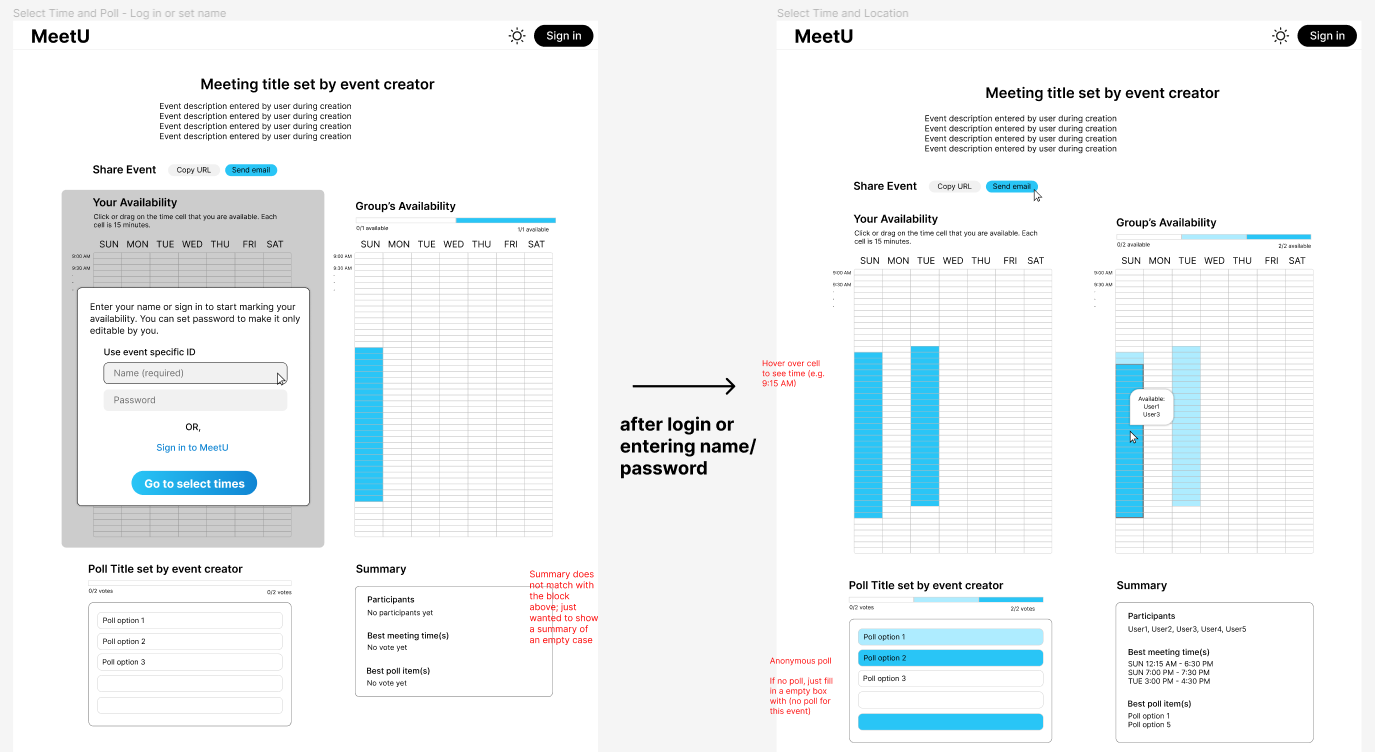 Select Time and Poll - Log in or set name
MeetU
Sign in
Meeting title set by event creator
Event description entered by user during creation
Event description entered by user during creation
Event description entered by user during creation
Event description entered by user during creation
Share Event
Copy URL
Send email
Your Availability
Click or drag on the time cell that you are available. Each
cell is 15 minutes.
SUN MON TUE WED THU FRI SAT
9:00 AM
9:30 AM
Enter your name or sign in to start marking your
availability. You can set password to make it only
editable by you.
Use event specific ID
Name (required)
Password
OR,
Sign in to MeetU
Go to select times
Group's Availability
0/1 available
1/1 available
SUN MON TUE WED THU FRI SAT
9:00 AM
9:30 AM
Poll Title set by event creator
0/2 votes
0/2 votes
Poll option 1
Poll option 2
Poll option 3
Summary
Participants
No participants yet
Best meeting time(s)
No vote yet
Best poll item(s)
No vote yet
Summary does
not match with
the block
above; just
wanted to show
a summary of
an empty case
after login or
entering name/
password
Select Time and Location
MeetU
Sign in
Meeting title set by event creator
Event description entered by user during creation
Event description entered by user during creation
Event description entered by user during creation
Event description entered by user during creation
Share Event
Copy URL
Send email
Your Availability
Click or drag on the time cell that you are available. Each
cell is 15 minutes.
SUN MON TUE WED THU FRI SAT
9:00 AM
9:30 AM
Hover over cell
to see time (e.g.
9:15 AM)
Group's Availability
0/2 available
2/2 available
SUN MON TUE WED THU FRI SAT
9:00 AM
9:30 AM
Available:
User1
User3
Poll Title set by event creator
0/2 votes
2/2 votes
Poll option 1
Poll option 2
Poll option 3
Anonymous poll
If no poll, just fill
in a empty box
with (no poll for
this event)
Summary
Participants
User1, User2, User3, User4, User5
Best meeting time(s)
SUN 12:15 AM - 6:30 PM
SUN 7:00 PM - 7:30 PM
TUE 3:00 PM - 4:30 PM
Best poll item(s)
Poll option 1
Poll option 5